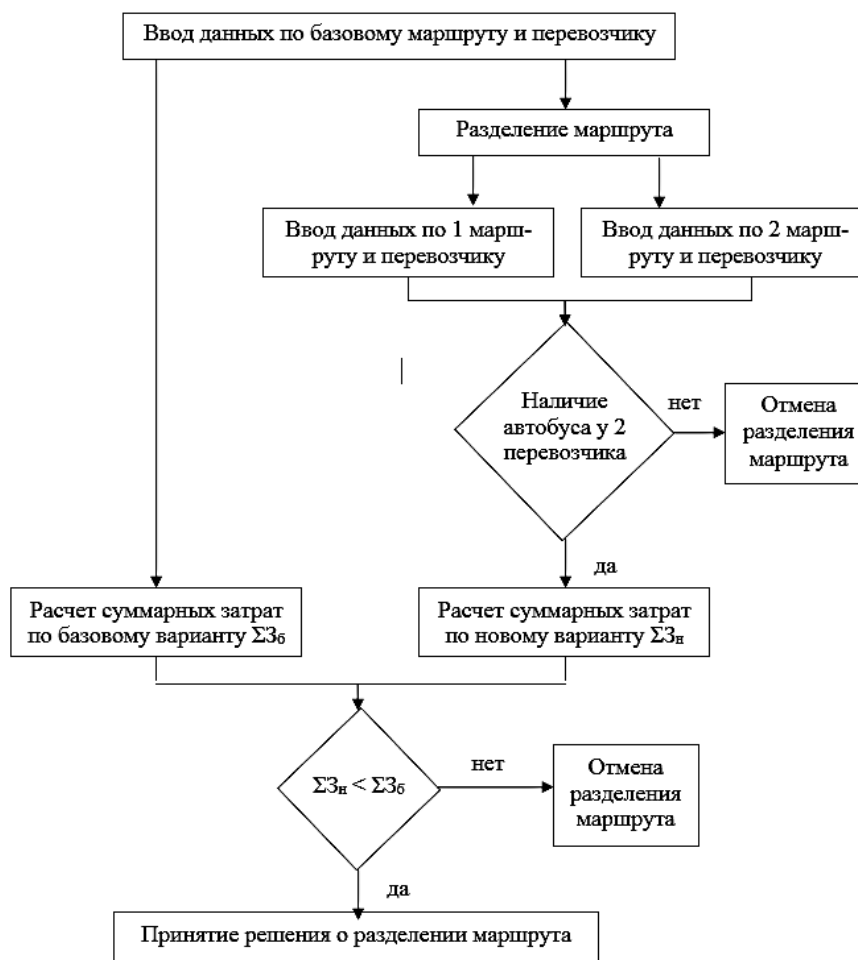 Ввод данных по базовому маршруту и перевозчику
Разделение маршрута
Ввод данных по 1 марш-
руту и перевозчику
Ввод данных по 2 марш-
руту и перевозчику
Наличие
автобуса у 2
перевозчика
нет
Отмена
разделения
маршрута
да
Расчет суммарных затрат
по базовому варианту ΣЗб
Расчет суммарных затрат
по новому варианту ΣЗн
ΣЗн < ΣЗб
нет
Отмена
разделения
маршрута
да
Принятие решения о разделении маршрута